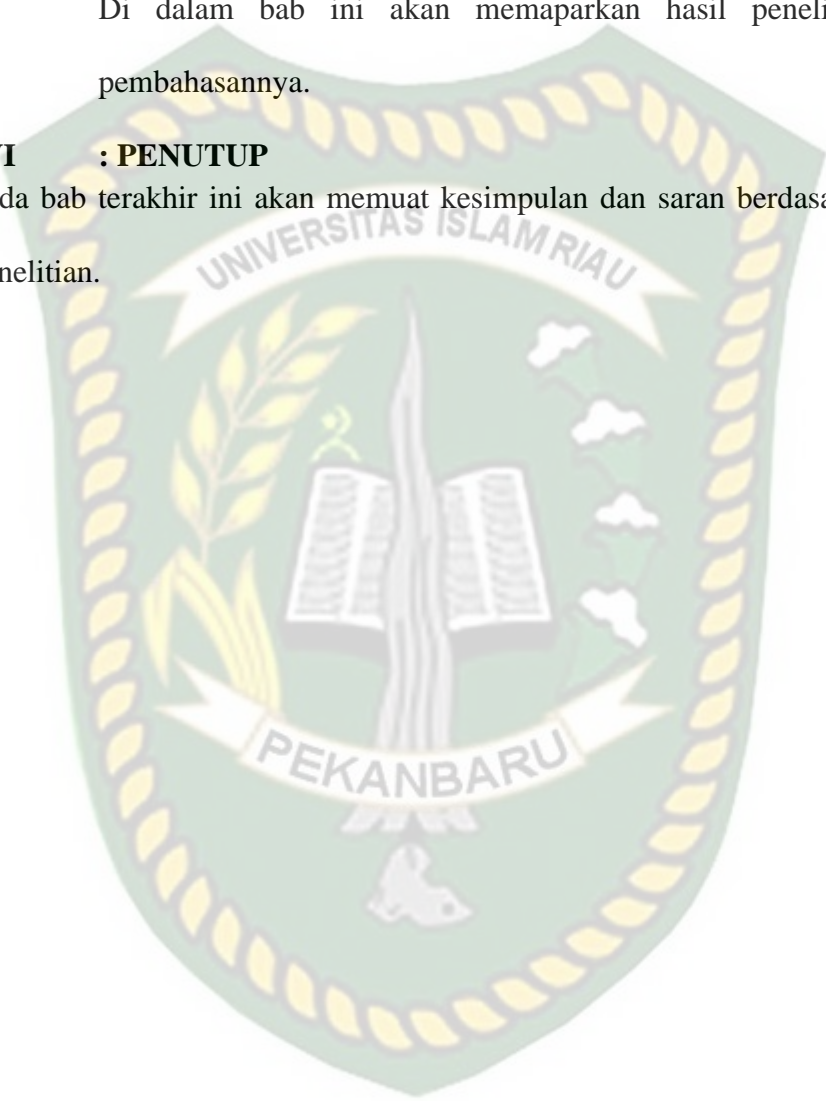 Di dalam bab ini akan memaparkan hasil peneli
pembahasannya.
VI : PENUTUP
da bab terakhir ini akan memuat kesimpulan dan saran berdasa
nelitian.
UNIVERSITAS ISLAM RIAU
PEKANBARU